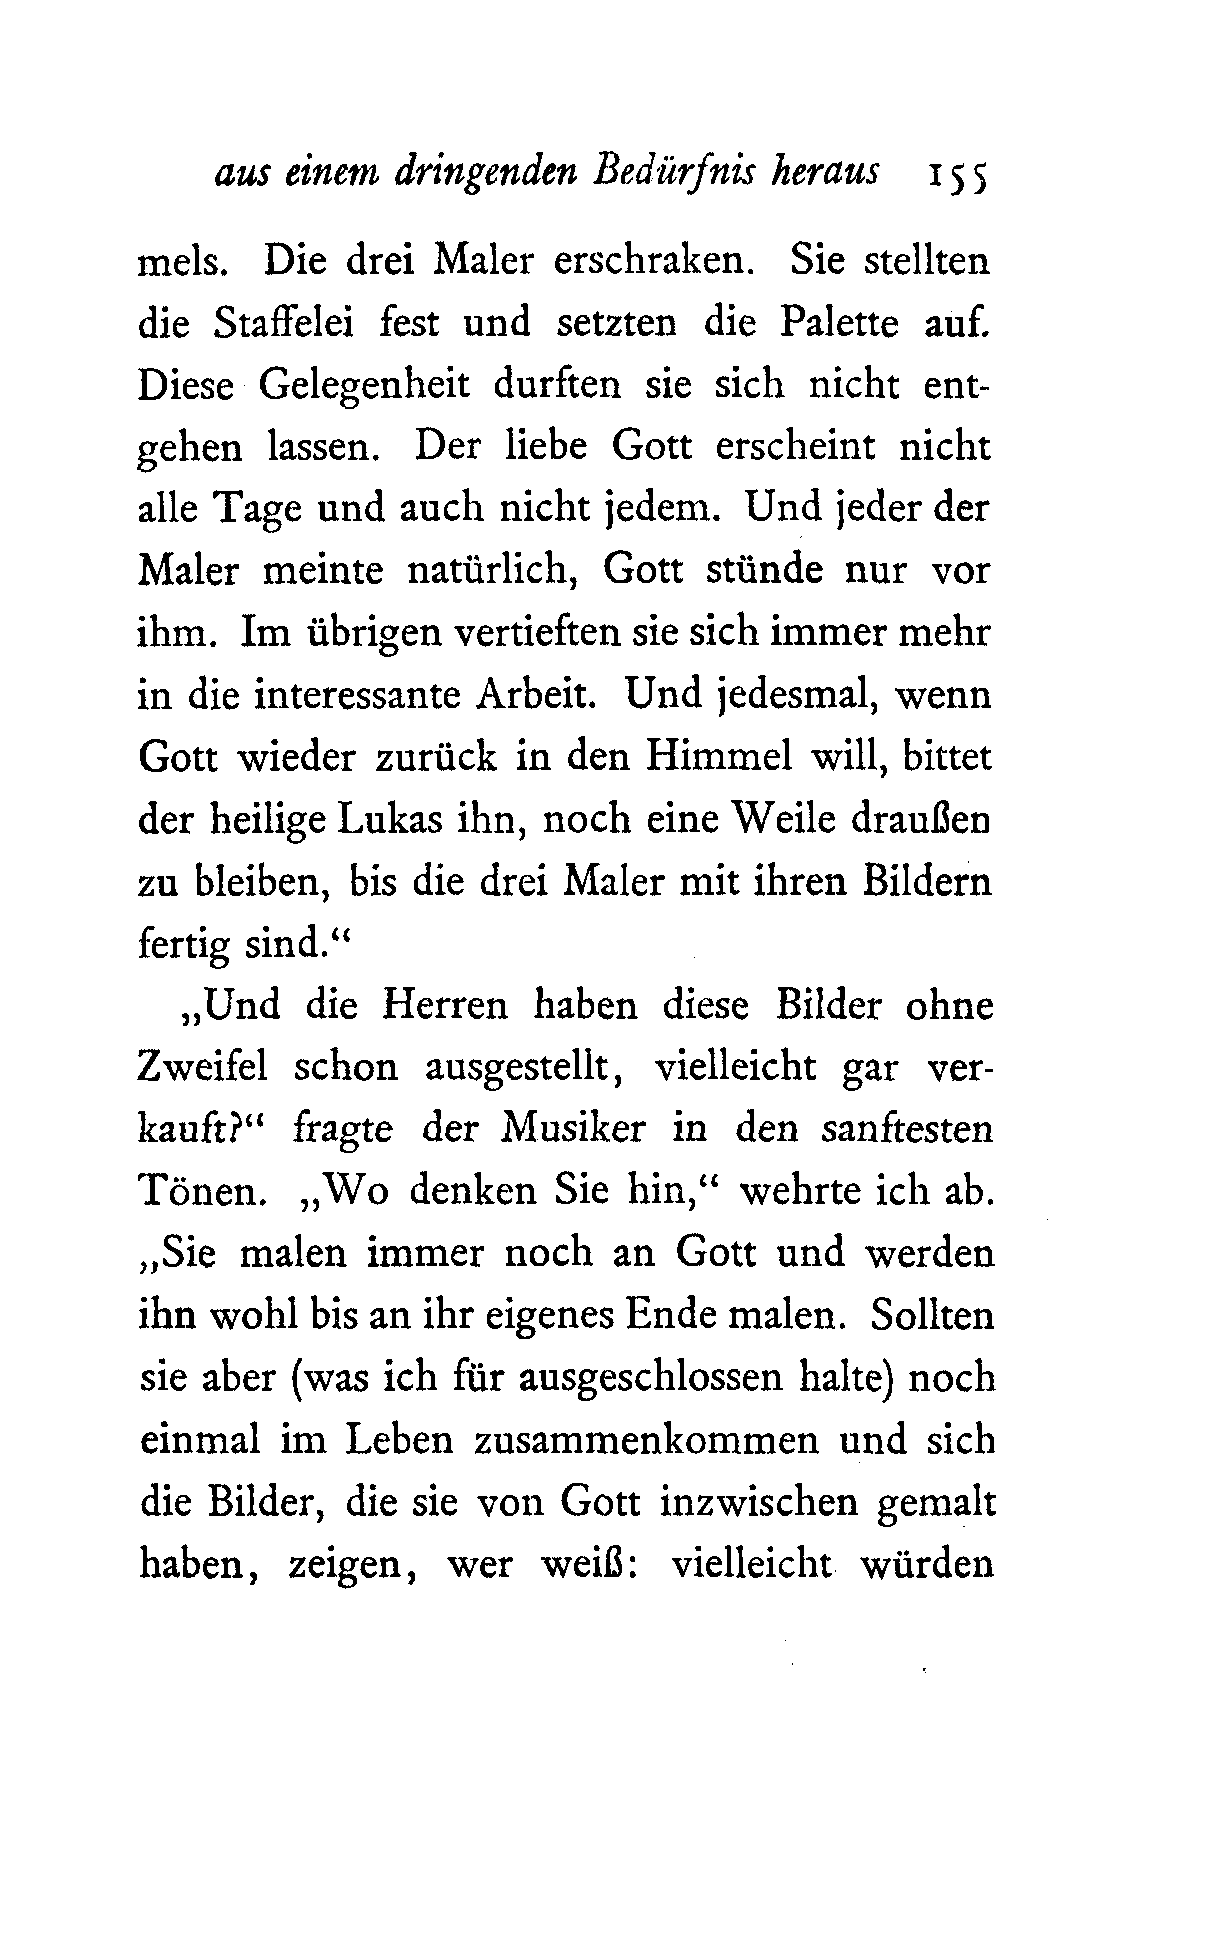 aus einem dringenden Bedürfnis heraus 155
mels. Die drei Maler erschraken. Sie stellten
die Staffelei fest und setzten die Palette auf.
Diese Gelegenheit durften sie sich nicht ent-
gehen lassen. Der liebe Gott erscheint nicht
alle Tage und auch nicht jedem. Und jeder der
Maler meinte natürlich, Gott stünde nur vor
ihm. Im übrigen vertieften sie sich immer mehr
in die interessante Arbeit. Und jedesmal, wenn
Gott wieder zurück in den Himmel will, bittet
der heilige Lukas ihn, noch eine Weile draußen
zu bleiben, bis die drei Maler mit ihren Bildern
fertig sind.“
„Und die Herren haben diese Bilder ohne
Zweifel schon ausgestellt, vielleicht gar ver-
kauft?“ fragte der Musiker in den sanftesten
Tönen. „Wo denken Sie hin,“ wehrte ich ab.
„Sie malen immer noch an Gott und werden
ihn wohl bis an ihr eigenes Ende malen. Sollten
sie aber (was ich für ausgeschlossen halte) noch
einmal im Leben zusammenkommen und sich
die Bilder, die sie von Gott inzwischen gemalt
haben, zeigen, wer weiß: vielleicht würden